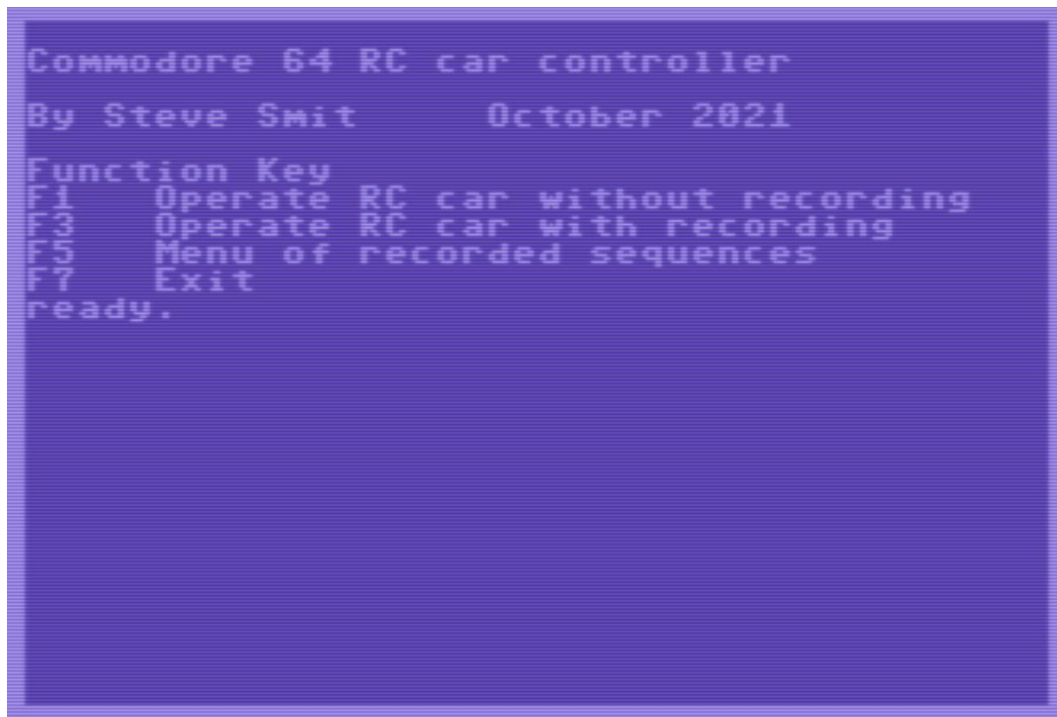 Commodore 64 RC car controller
By Steve Smit     October 2021
Function Key
F1   Operate RC car without recording
F3   Operate RC car with recording
F5   Menu of recorded sequences
F7   Exit
ready.